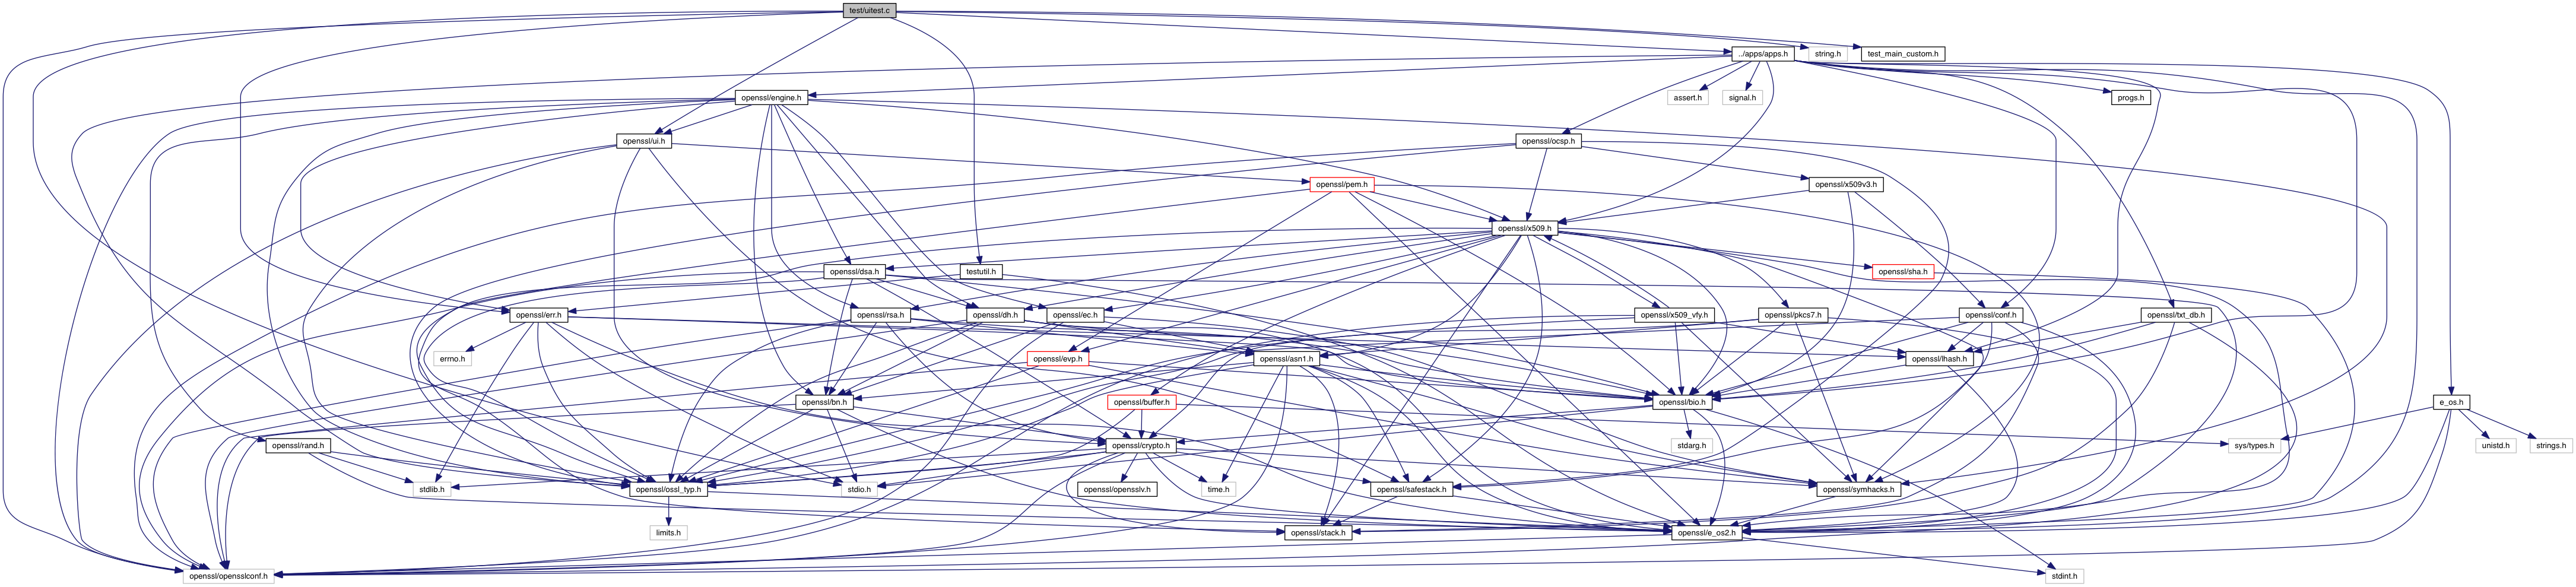 test/uitest.c
../apps/apps.h
string.h
test_main_custom.h
openssl/engine.h
assert.h
signal.h
progs.h
openssl/ui.h
openssl/ocsp.h
openssl/pem.h
openssl/x509v3.h
openssl/x509.h
openssl/dsa.h
testutil.h
openssl/sha.h
openssl/err.h
openssl/rsa.h
openssl/dh.h
openssl/ec.h
openssl/x509_vfy.h
openssl/pkcs7.h
openssl/conf.h
openssl/txt_db.h
errno.h
openssl/evp.h
openssl/asn1.h
openssl/lhash.h
openssl/bn.h
openssl/buffer.h
openssl/bio.h
e_os.h
openssl/rand.h
openssl/crypto.h
stdarg.h
sys/types.h
unistd.h
strings.h
stdlib.h
openssl/ossl_typ.h
stdio.h
openssl/opensslv.h
time.h
openssl/safestack.h
openssl/symhacks.h
limits.h
openssl/stack.h
openssl/e_os2.h
openssl/opensslconf.h
stdint.h